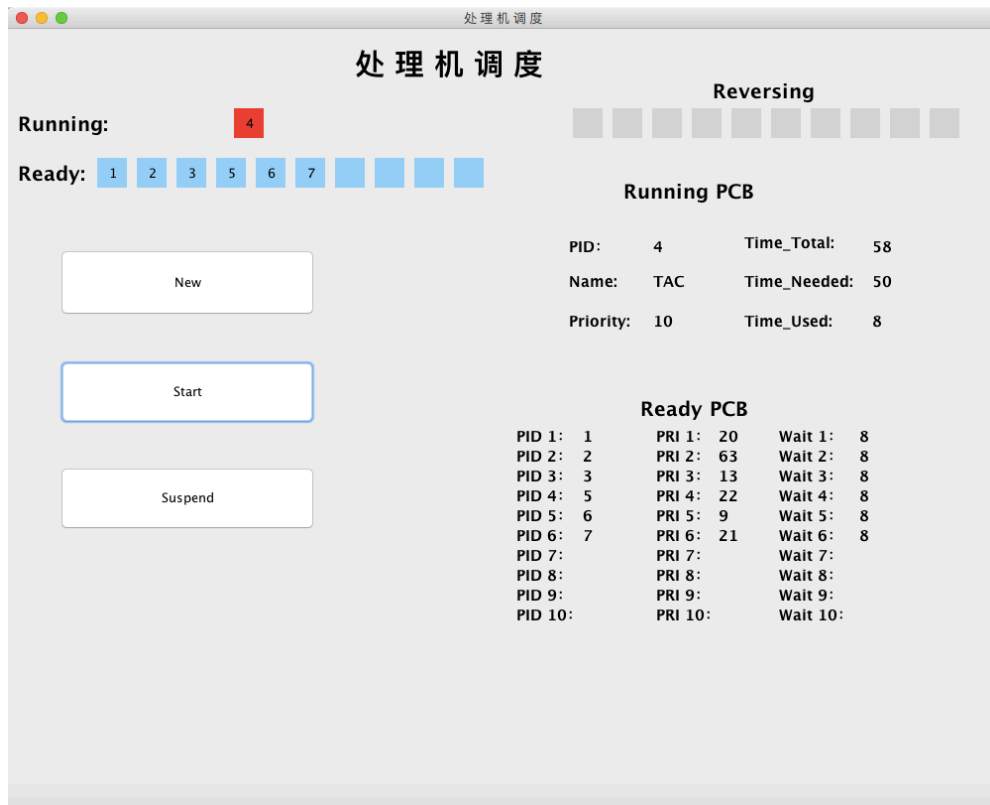 处理机调度
处理机调度
Reversing
Running: 4
Ready: 1 2 3 5 6 7
Running PCB
PID: 4 Time_Total: 58
Name: TAC Time_Needed: 50
Priority: 10 Time_Used: 8
New
Start
Suspend
Ready PCB
PID 1: 1 PRI 1: 20 Wait 1: 8
PID 2: 2 PRI 2: 63 Wait 2: 8
PID 3: 3 PRI 3: 13 Wait 3: 8
PID 4: 5 PRI 4: 22 Wait 4: 8
PID 5: 6 PRI 5: 9 Wait 5: 8
PID 6: 7 PRI 6: 21 Wait 6: 8
PID 7: PRI 7: Wait 7:
PID 8: PRI 8: Wait 8:
PID 9: PRI 9: Wait 9:
PID 10: PRI 10: Wait 10: